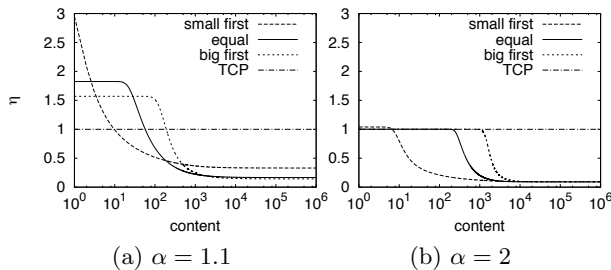 3
2.5
2
1.5
1
0.5
0
η
small first
equal
big first
TCP
10^0 10^1 10^2 10^3 10^4 10^5 10^6
content
(a) α = 1.1
3
2.5
2
1.5
1
0.5
0
small first
equal
big first
TCP
10^0 10^1 10^2 10^3 10^4 10^5 10^6
content
(b) α = 2